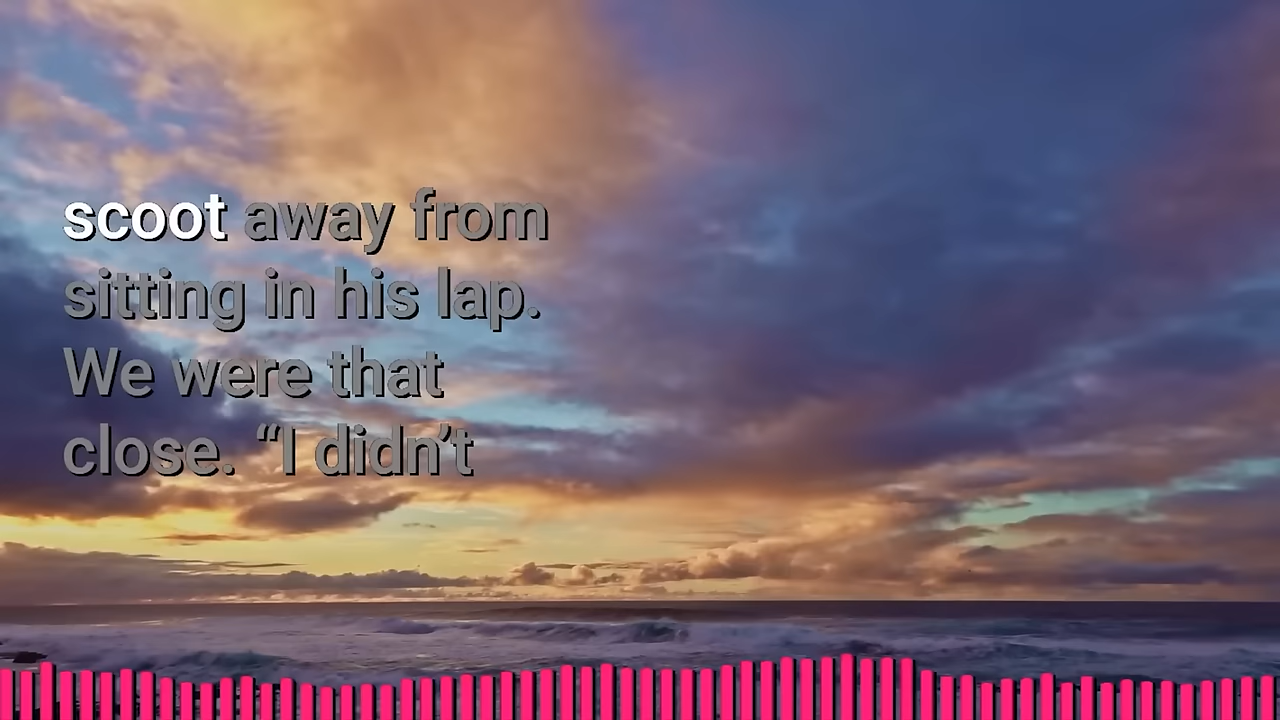 scoot away from
sitting in his lap.
We were that
close. “I didn’t